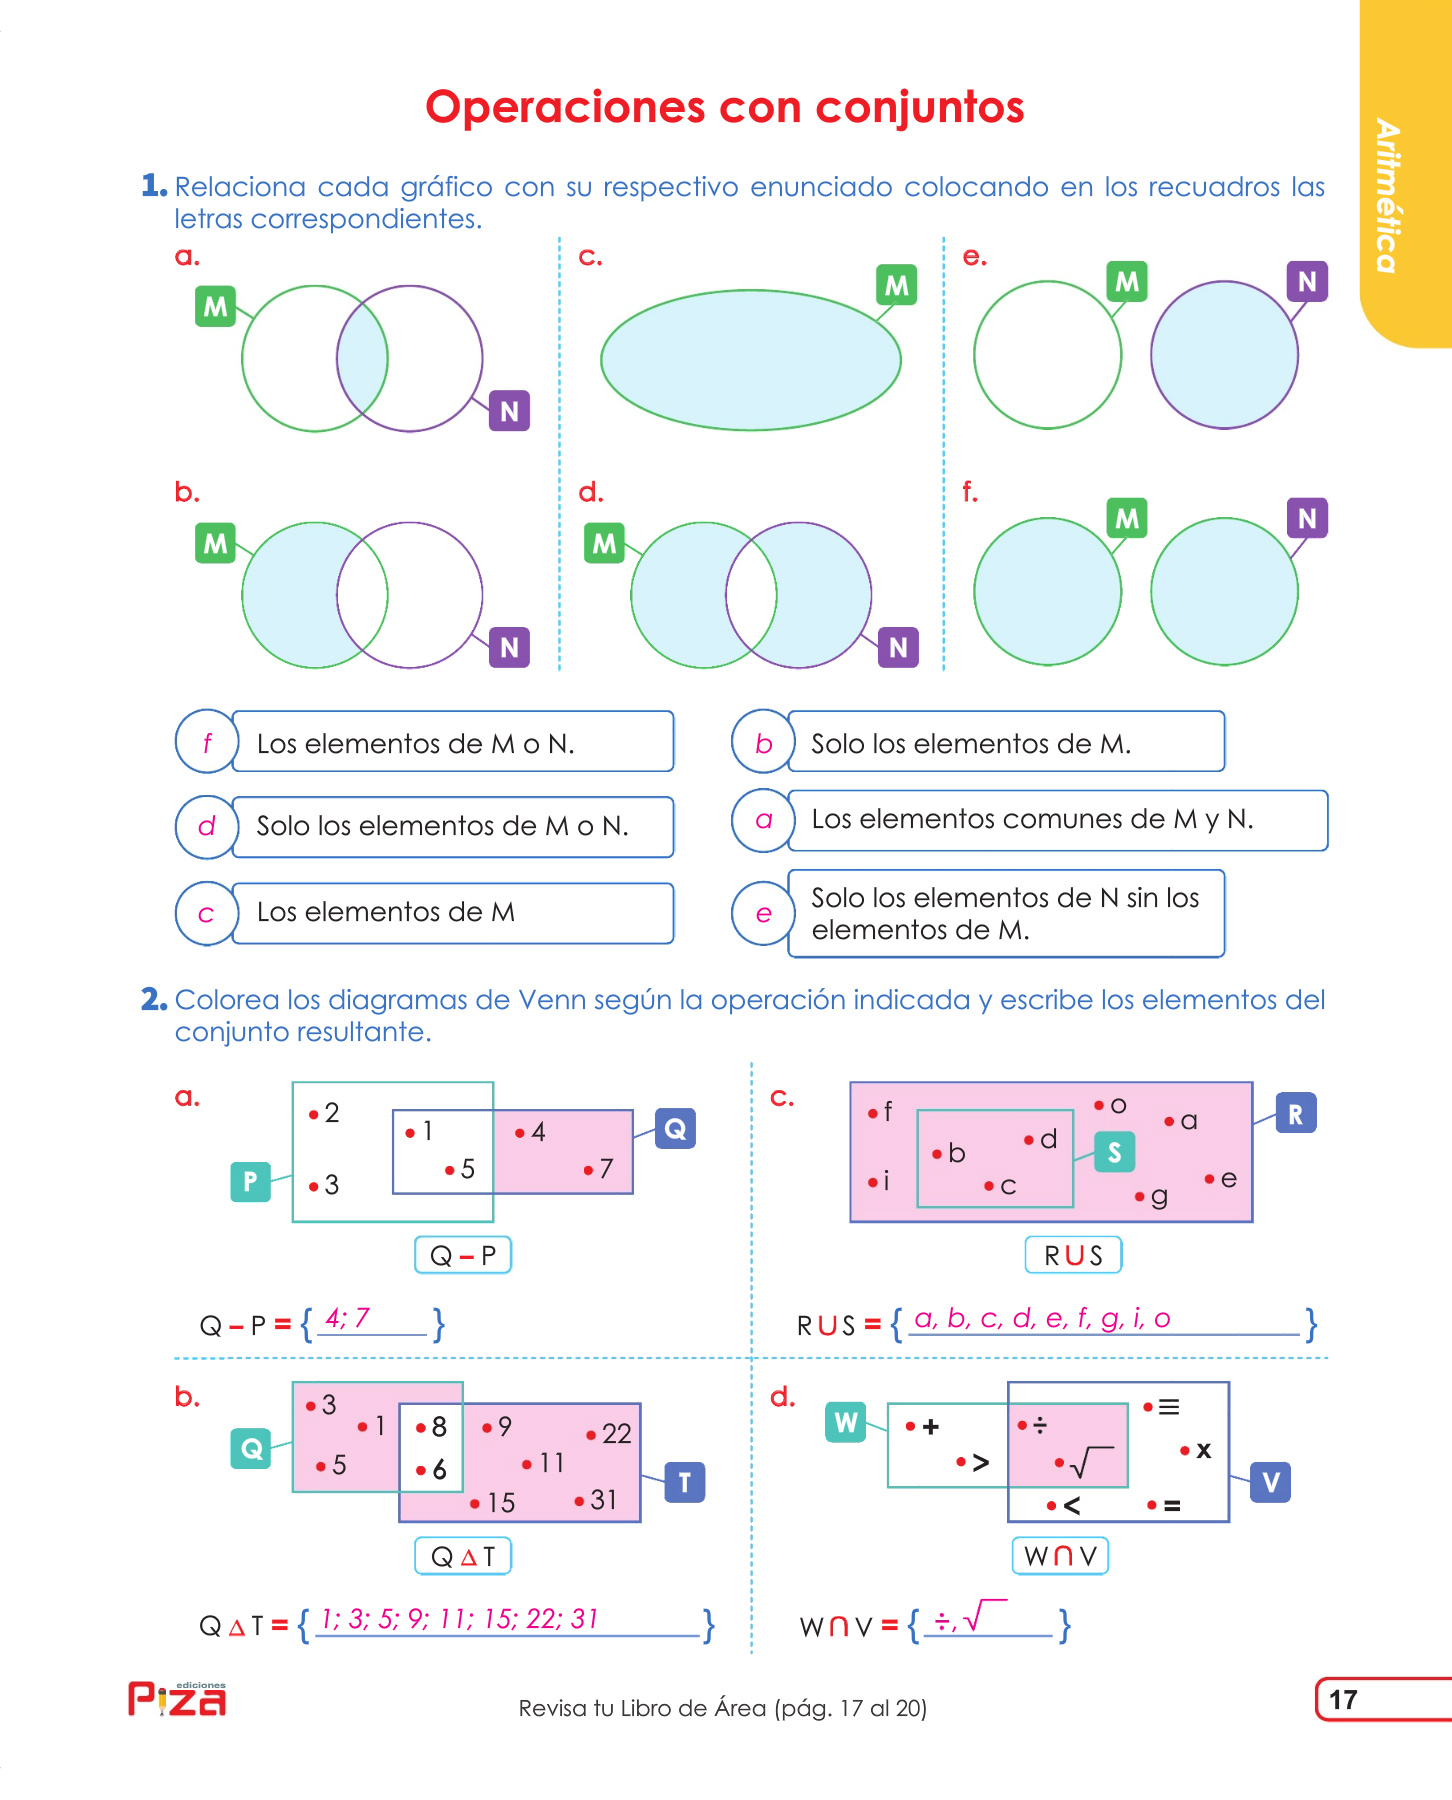 Aritmética
Operaciones con conjuntos
1. Relaciona cada gráfico con su respectivo enunciado colocando en los recuadros las
letras correspondientes.
a.
M
N
c.
M
e.
M
N
b.
M
N
d.
M
N
f.
M
N
f Los elementos de M o N.
b Solo los elementos de M.
d Solo los elementos de M o N.
a Los elementos comunes de M y N.
c Los elementos de M
e Solo los elementos de N sin los
elementos de M.
2. Colorea los diagramas de Venn según la operación indicada y escribe los elementos del
conjunto resultante.
a.
P
Q
2
3
1
5
4
7
Q – P
Q – P = { 4; 7 }
c.
R
S
f
i
b
d
c
o
a
g
e
R ∪ S
R ∪ S = { a, b, c, d, e, f, g, i, o }
b.
Q
T
3
1
5
8
6
9
22
11
15
31
Q Δ T
Q Δ T = { 1; 3; 5; 9; 11; 15; 22; 31 }
d.
W
V
+
>
÷
√
≡
x
<
=
W ∩ V
W ∩ V = { ÷, √ }
ediciones
Piza
Revisa tu Libro de Área (pág. 17 al 20)
17